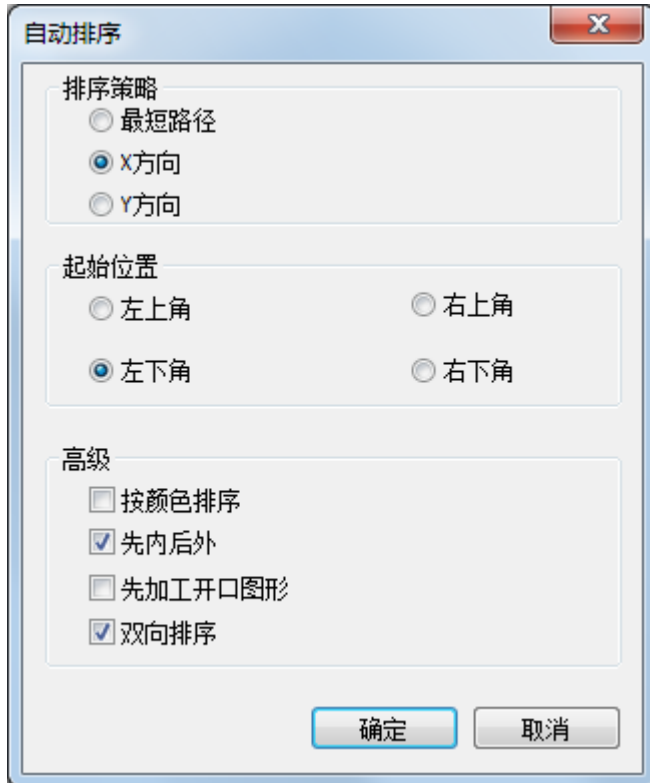 自动排序
排序策略
最短路径
X方向
Y方向
起始位置
左上角 右上角
左下角 右下角
高级
按颜色排序
先内后外
先加工开口图形
双向排序
确定 取消